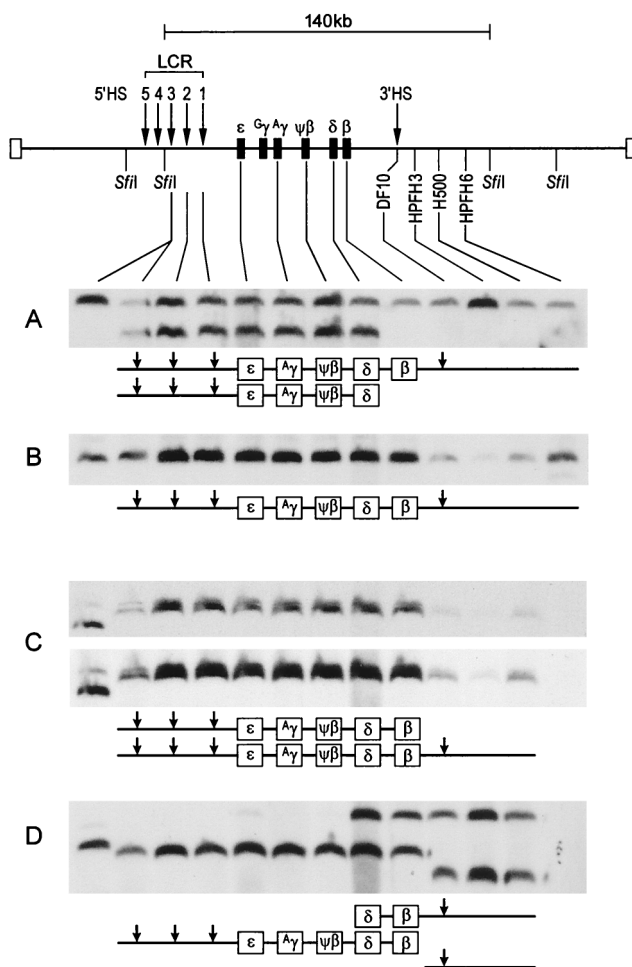 140kb
LCR
5'HS 5 4 3 2 1 3'HS
ε Gγ Aγ ψβ δ β
SfiI SfiI DF10 HPFH3 H500 HPFH6 SfiI SfiI
A
ε Aγ ψβ δ β
ε Aγ ψβ δ
B
ε Aγ ψβ δ β
C
ε Aγ ψβ δ β
ε Aγ ψβ δ β
D
δ β
ε Aγ ψβ δ β